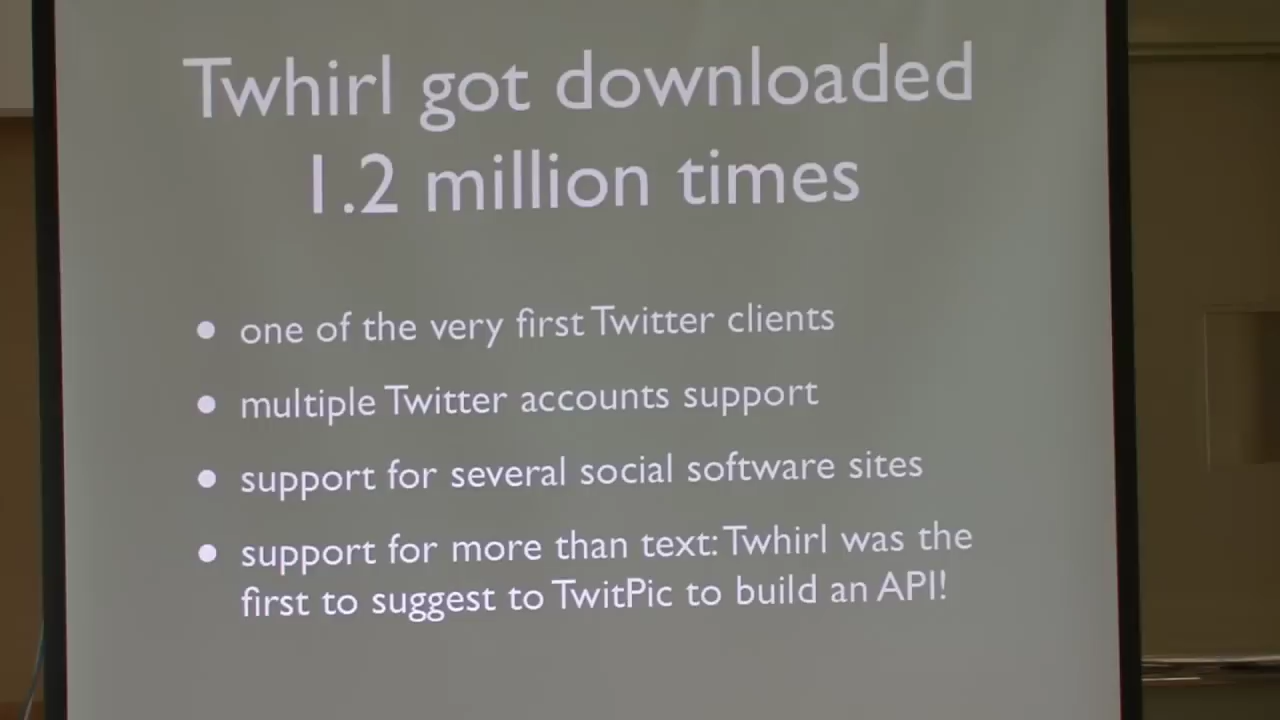 Twhirl got downloaded
1.2 million times
• one of the very first Twitter clients
• multiple Twitter accounts support
• support for several social software sites
• support for more than text: Twhirl was the
first to suggest to TwitPic to build an API!